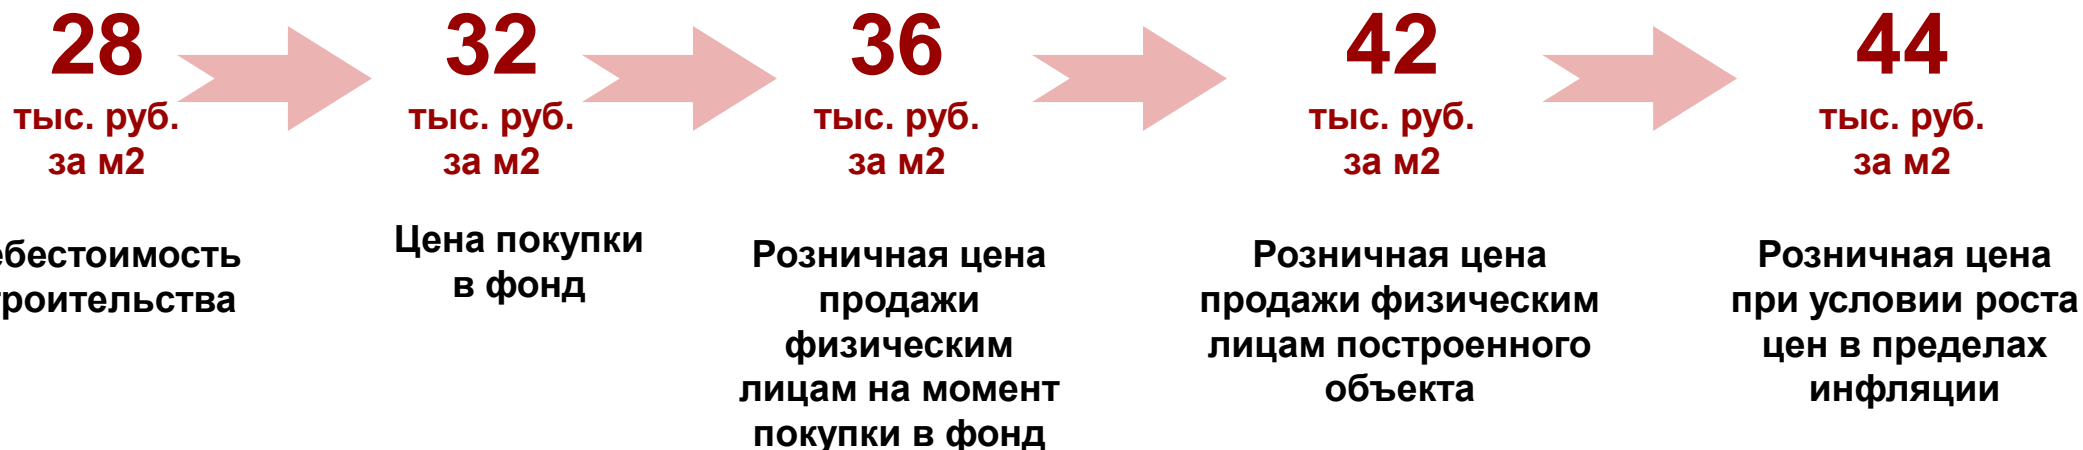 28
тыс. руб.
за м2
ебестоимость
троительства
32
тыс. руб.
за м2
Цена покупки
в фонд
36
тыс. руб.
за м2
Розничная цена
продажи
физическим
лицам на момент
покупки в фонд
42
тыс. руб.
за м2
Розничная цена
продажи физическим
лицам построенного
объекта
44
тыс. руб.
за м2
Розничная цена
при условии роста
цен в пределах
инфляции